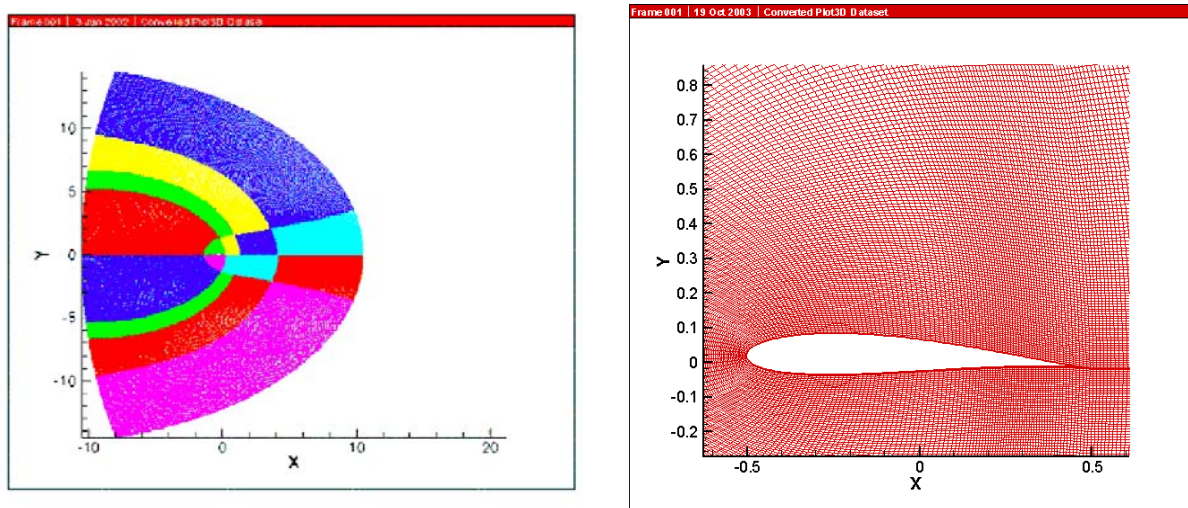 Frame 001 | 3 Jan 2002 | Converted Plot3D Dataset
10
5
0
-5
-10
Y
-10 0 10 20
X
Frame 001 | 19 Oct 2003 | Converted Plot3D Dataset
0.8
0.7
0.6
0.5
0.4
0.3
0.2
0.1
0
-0.1
-0.2
Y
-0.5 0 0.5
X